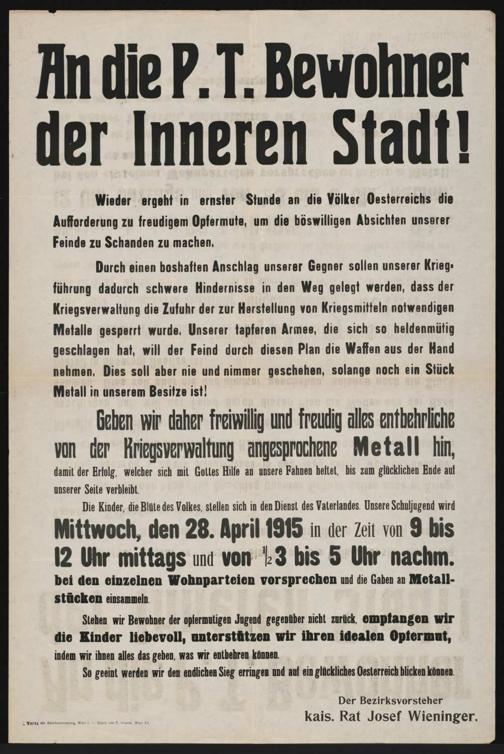 An die P. T. Bewohner
der Inneren Stadt!
Wieder ergeht in ernster Stunde an die Völker Oesterreichs die
Aufforderung zu freudigem Opfermute, um die böswilligen Absichten unserer
Feinde zu Schanden zu machen.
Durch einen boshaften Anschlag unserer Gegner sollen unserer Krieg-
führung dadurch schwere Hindernisse in den Weg gelegt werden, dass der
Kriegsverwaltung die Zufuhr der zur Herstellung von Kriegsmitteln notwendigen
Metalle gesperrt wurde. Unserer tapferen Armee, die sich so heldenmütig
geschlagen hat, will der Feind durch diesen Plan die Waffen aus der Hand
nehmen. Dies soll aber nie und nimmer geschehen, solange noch ein Stück
Metall in unserem Besitze ist!
Geben wir daher freiwillig und freudig alles entbehrliche
von der Kriegsverwaltung angesprochene Metall hin,
damit der Erfolg, welcher sich mit Gottes Hilfe an unsere Fahnen heftet, bis zum glücklichen Ende auf
unserer Seite verbleibt.
Die Kinder, die Blüte des Volkes, stellen sich in den Dienst des Vaterlandes. Unsere Schuljugend wird
Mittwoch, den 28. April 1915 in der Zeit von 9 bis
12 Uhr mittags und von ½3 bis 5 Uhr nachm.
bei den einzelnen Wohnparteien vorsprechen und die Gaben an Metall-
stücken einsammeln.
Stehen wir Bewohner der opfermutigen Jugend gegenüber nicht zurück, empfangen wir
die Kinder liebevoll, unterstützen wir ihren idealen Opfermut,
indem wir ihnen alles das geben, was wir entbehren können.
So geeint werden wir den endlichen Sieg erringen und auf ein glückliches Oesterreich blicken können.
Der Bezirksvorsteher
kais. Rat Josef Wieninger.